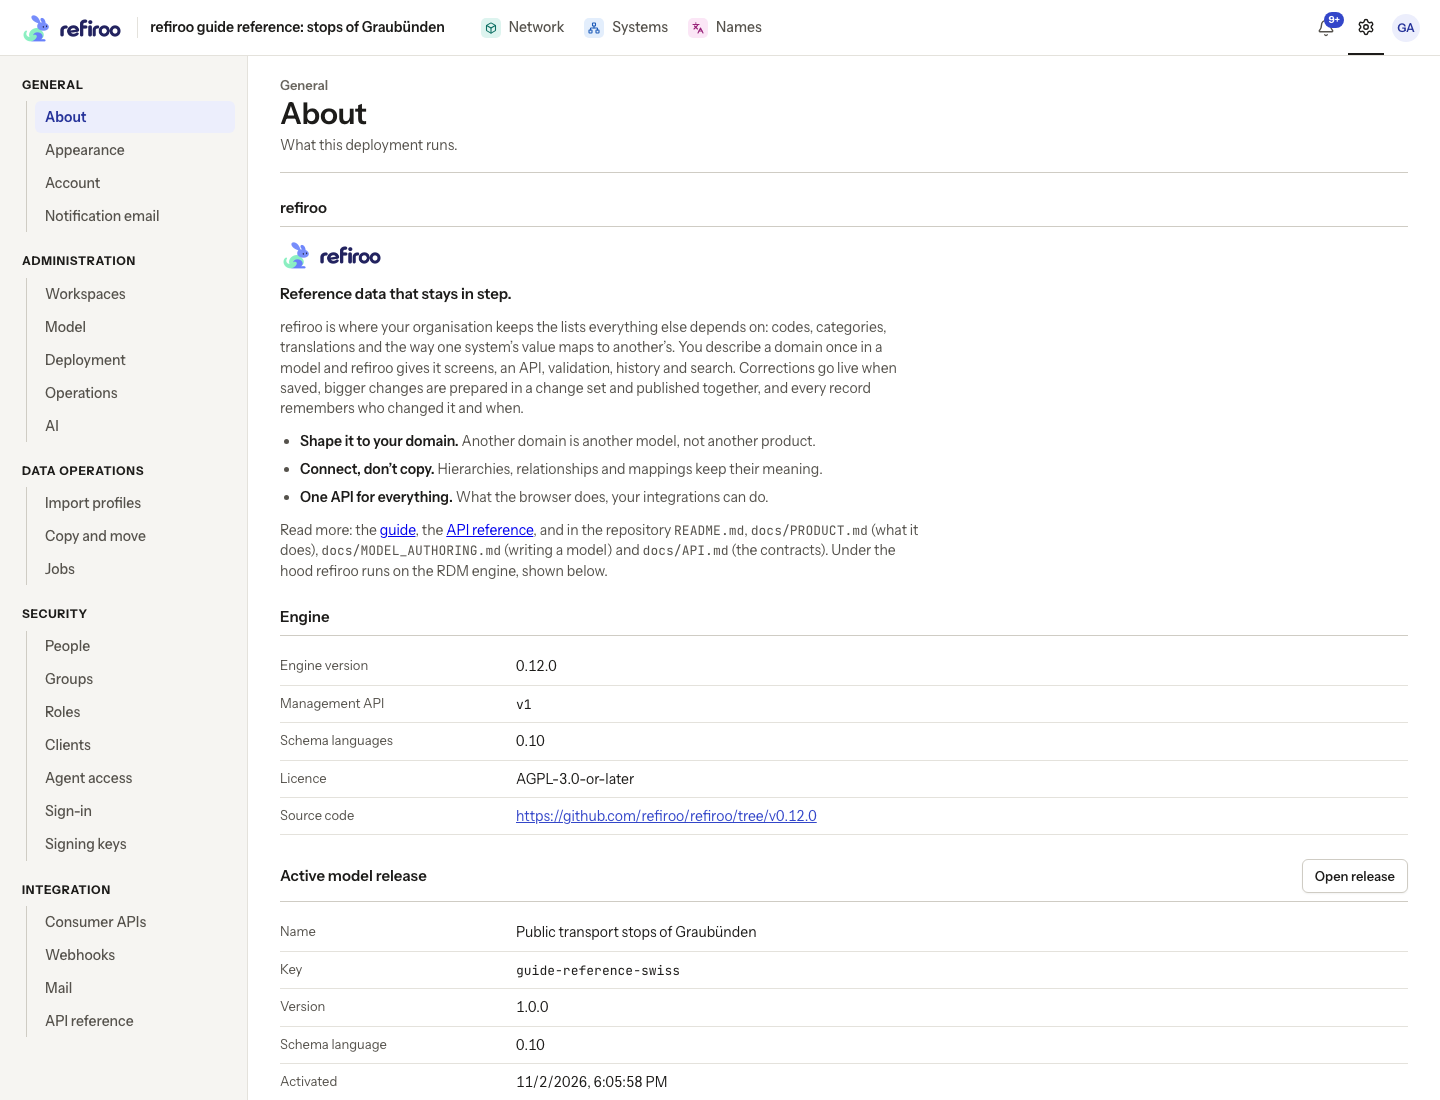 refiroo
refiroo guide reference: stops of Graubünden
Network
Systems
Names
9+
GA
GENERAL
About
Appearance
Account
Notification email
ADMINISTRATION
Workspaces
Model
Deployment
Operations
AI
DATA OPERATIONS
Import profiles
Copy and move
Jobs
SECURITY
People
Groups
Roles
Clients
Agent access
Sign-in
Signing keys
INTEGRATION
Consumer APIs
Webhooks
Mail
API reference
General
About
What this deployment runs.
refiroo
refiroo
Reference data that stays in step.
refiroo is where your organisation keeps the lists everything else depends on: codes, categories,
translations and the way one system’s value maps to another’s. You describe a domain once in a
model and refiroo gives it screens, an API, validation, history and search. Corrections go live when
saved, bigger changes are prepared in a change set and published together, and every record
remembers who changed it and when.
• Shape it to your domain. Another domain is another model, not another product.
• Connect, don’t copy. Hierarchies, relationships and mappings keep their meaning.
• One API for everything. What the browser does, your integrations can do.
Read more: the guide, the API reference, and in the repository README.md, docs/PRODUCT.md (what it
does), docs/MODEL_AUTHORING.md (writing a model) and docs/API.md (the contracts). Under the
hood refiroo runs on the RDM engine, shown below.
Engine
Engine version 0.12.0
Management API v1
Schema languages 0.10
Licence AGPL-3.0-or-later
Source code https://github.com/refiroo/refiroo/tree/v0.12.0
Active model release
Open release
Name Public transport stops of Graubünden
Key guide-reference-swiss
Version 1.0.0
Schema language 0.10
Activated 11/2/2026, 6:05:58 PM